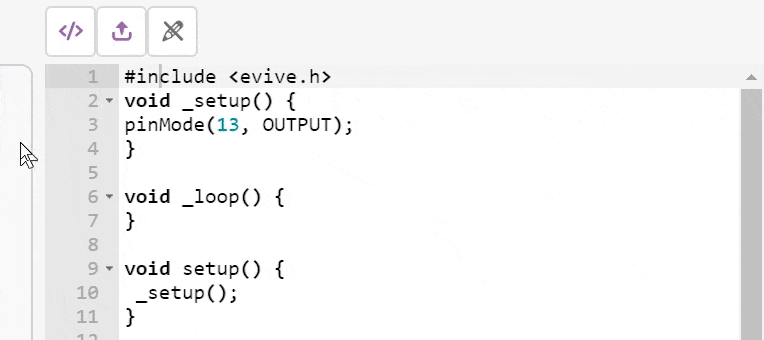 </>
1 #include <evive.h>
2 void _setup() {
3 pinMode(13, OUTPUT);
4 }
5
6 void _loop() {
7 }
8
9 void setup() {
10  _setup();
11 }
12